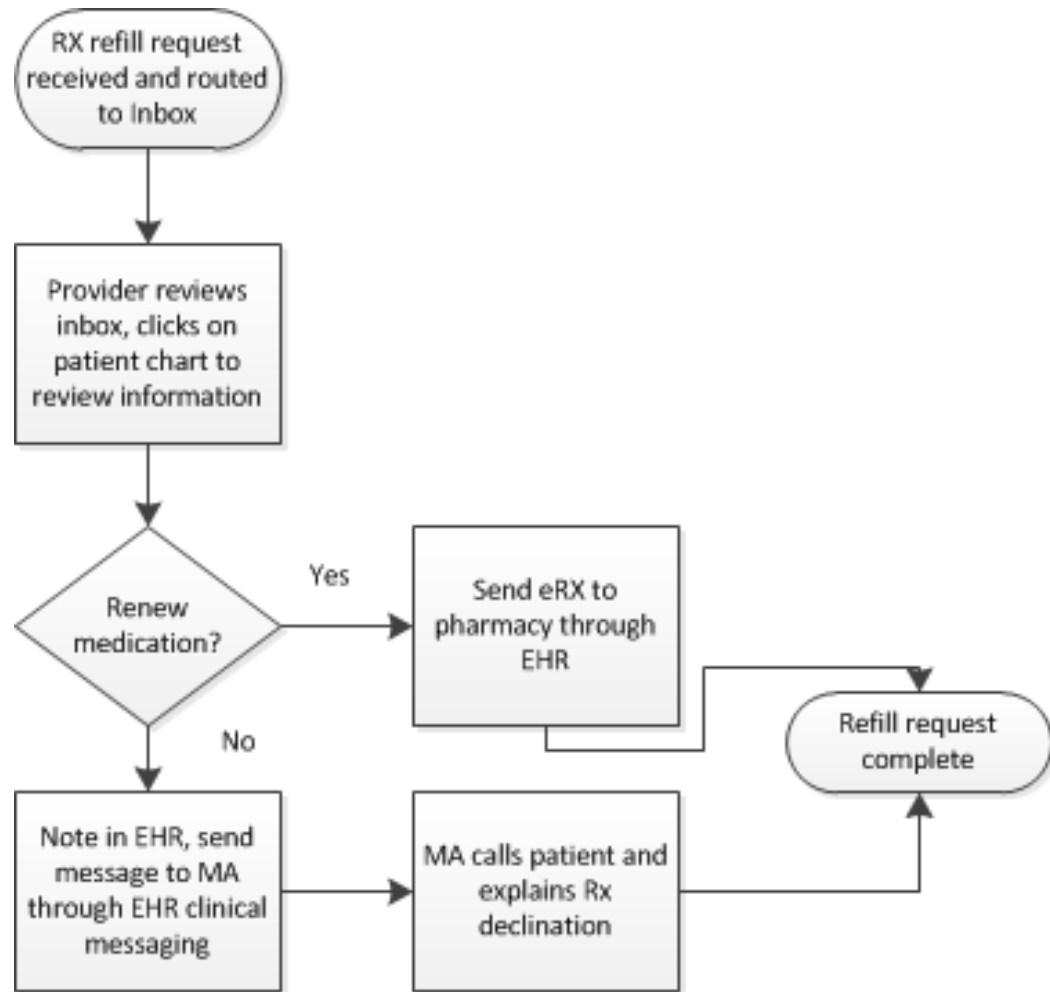 RX refill request
received and routed
to Inbox
Provider reviews
inbox, clicks on
patient chart to
review information
Renew
medication?
Yes
Send eRX to
pharmacy through
EHR
No
Refill request
complete
Note in EHR, send
message to MA
through EHR clinical
messaging
MA calls patient and
explains Rx
declination